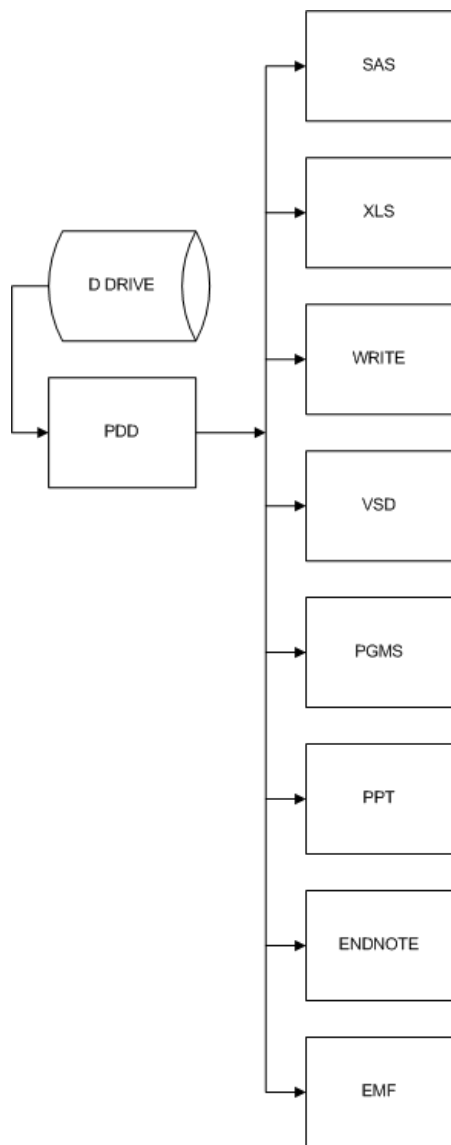 SAS
XLS
D DRIVE
WRITE
PDD
VSD
PGMS
PPT
ENDNOTE
EMF